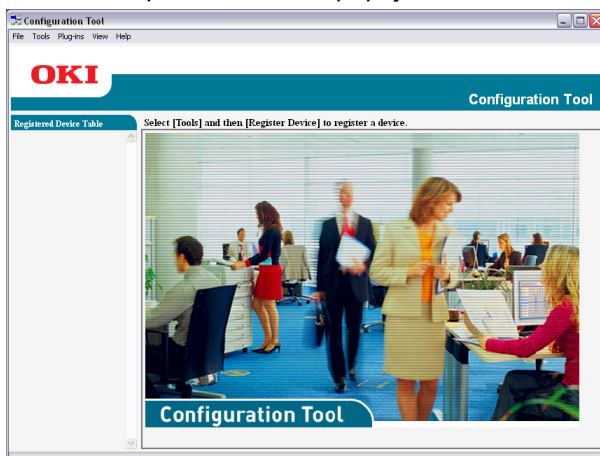 Configuration Tool
File Tools Plug-ins View Help
OKI
Configuration Tool
Registered Device Table
Select [Tools] and then [Register Device] to register a device.
Configuration Tool